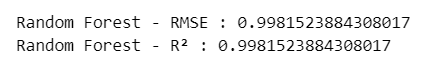 Random Forest - RMSE : 0.9981523884308017
Random Forest - R² : 0.9981523884308017